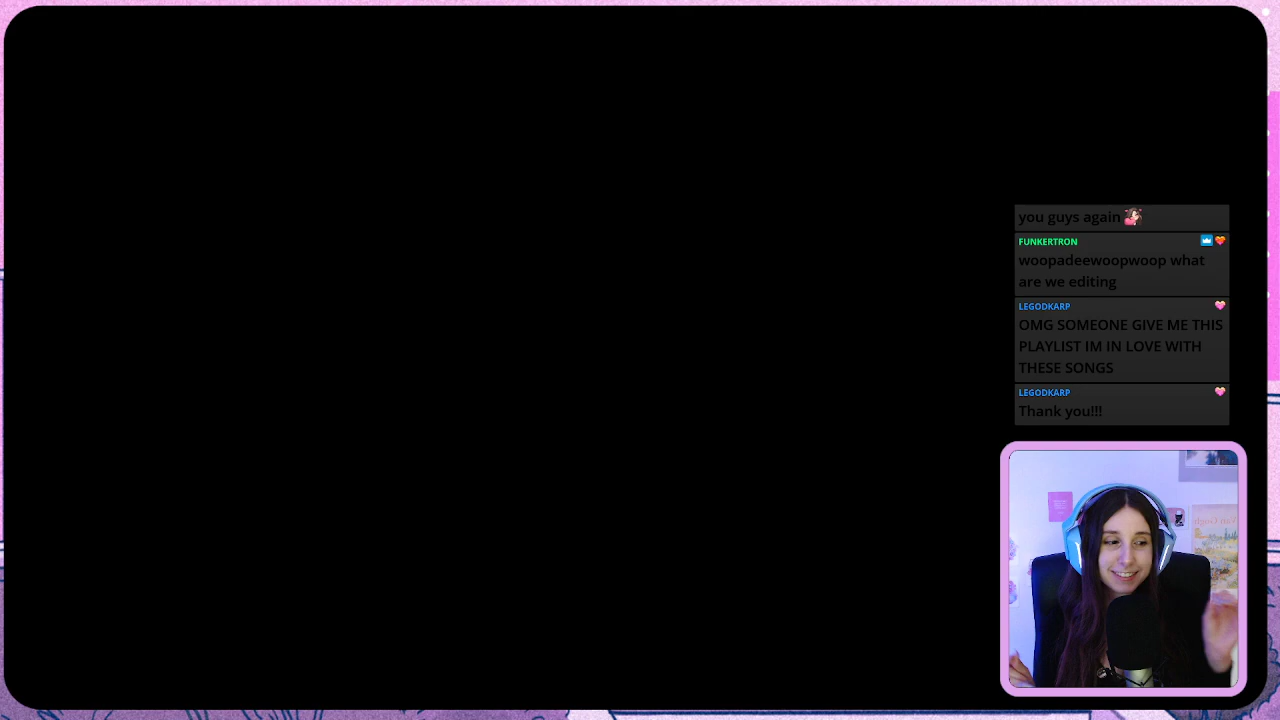 you guys again
FUNKERTRON
woopadeewoopwoop what
are we editing
LEGODKARP
OMG SOMEONE GIVE ME THIS
PLAYLIST IM IN LOVE WITH
THESE SONGS
LEGODKARP
Thank you!!!